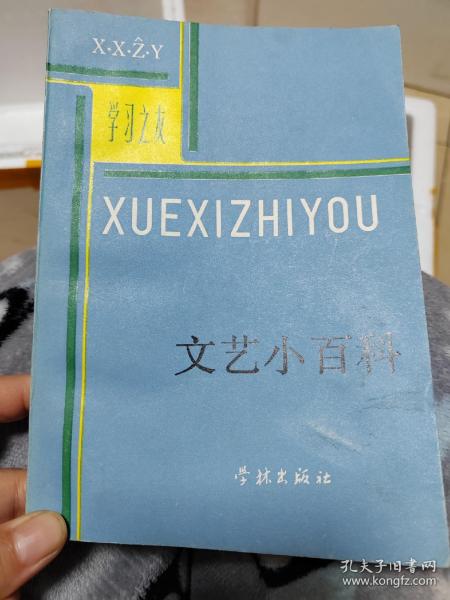 X·X·Ẑ·Y
学习之友
XUEXIZHIYOU
文艺小百科
学林出版社
孔夫子旧书网
www.kongfz.com